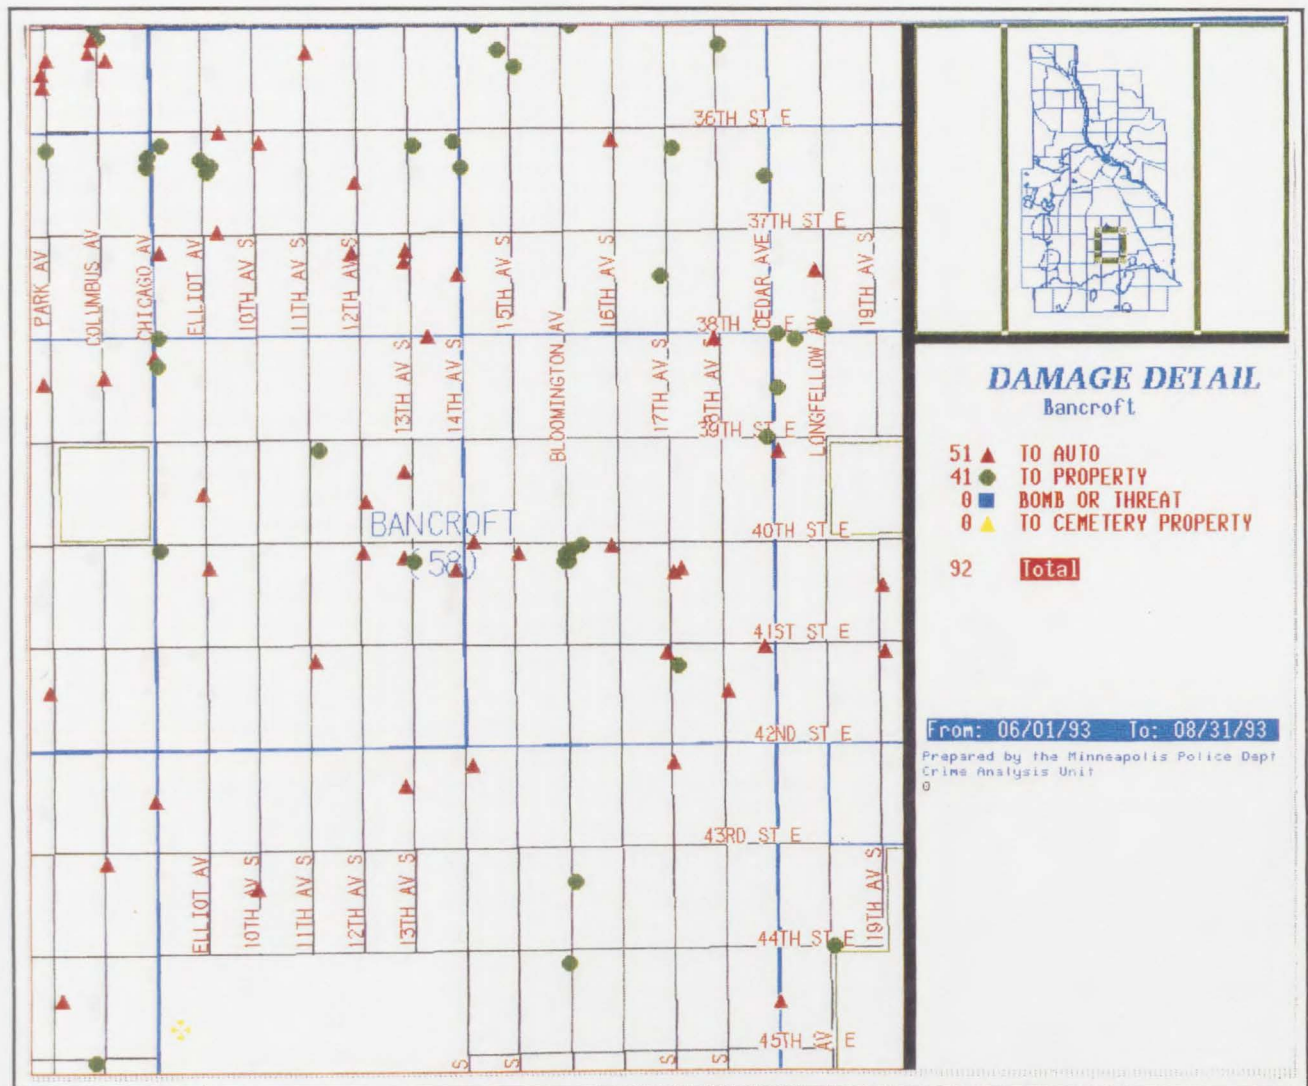 36TH ST E
37TH ST E
PARK AV
COLUMBUS AV
CHICAGO AV
ELLIOT AV
10TH AV S
11TH AV S
12TH AV S
15TH AV S
16TH AV S
CEDAR AVE
19TH AV S
38TH E
13TH AV S
14TH AV S
BLOOMINGTON AV
17TH AV S
8TH AV S
LONGFELLOW AV
39TH ST E
BANCROFT
(58)
40TH ST E
41ST ST E
42ND ST E
43RD ST E
ELLIOT AV
10TH AV S
11TH AV S
12TH AV S
13TH AV S
19TH AV S
44TH ST E
45TH E
AV
S
S
S
S
DAMAGE DETAIL
Bancroft
51 TO AUTO
41 TO PROPERTY
0 BOMB OR THREAT
0 TO CEMETERY PROPERTY
92 Total
From: 06/01/93 To: 08/31/93
Prepared by the Minneapolis Police Dept
Crime Analysis Unit
0